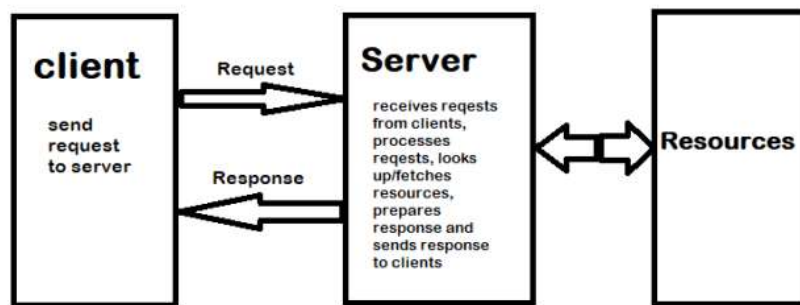 client
send
request
to server
Request
Response
Server
receives reqests
from clients,
processes
reqests, looks
up/fetches
resources,
prepares
response and
sends response
to clients
Resources